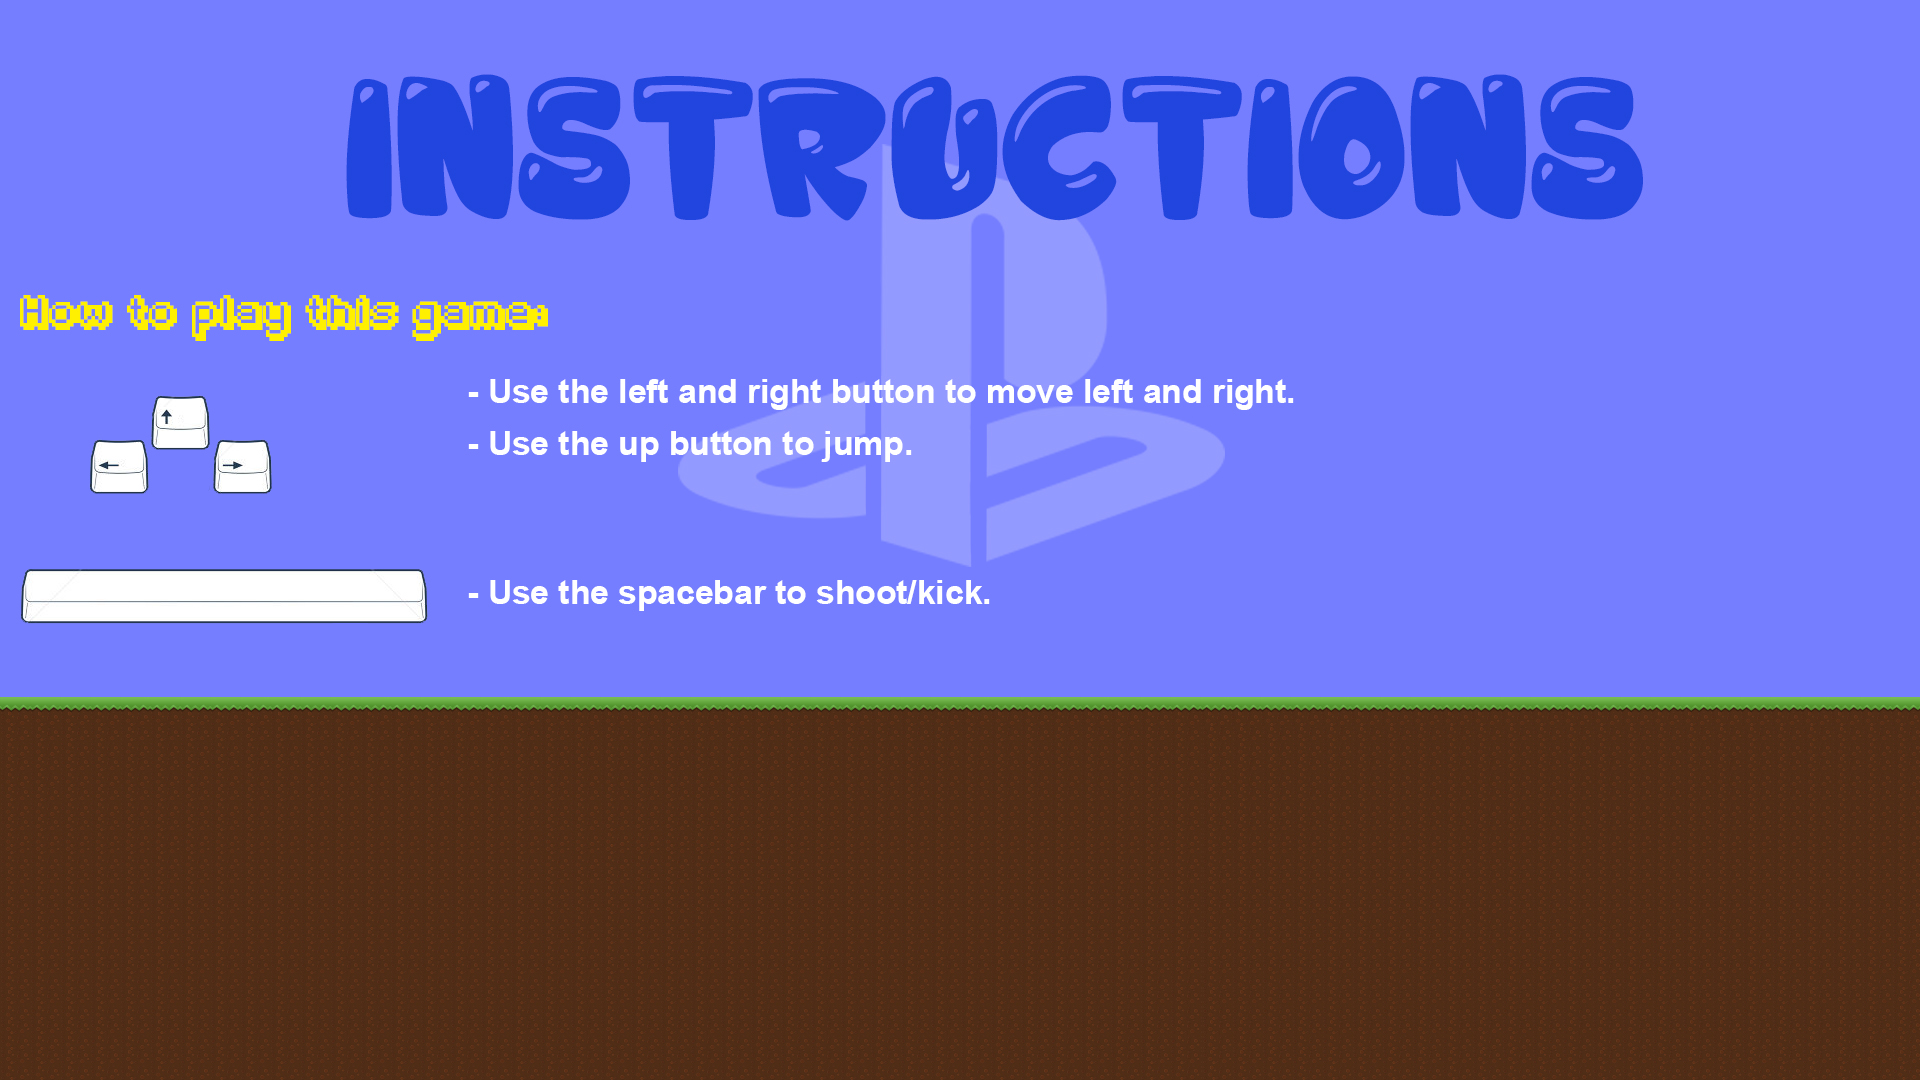 INSTRUCTIONS
How to play this game:
- Use the left and right button to move left and right.
- Use the up button to jump.
- Use the spacebar to shoot/kick.